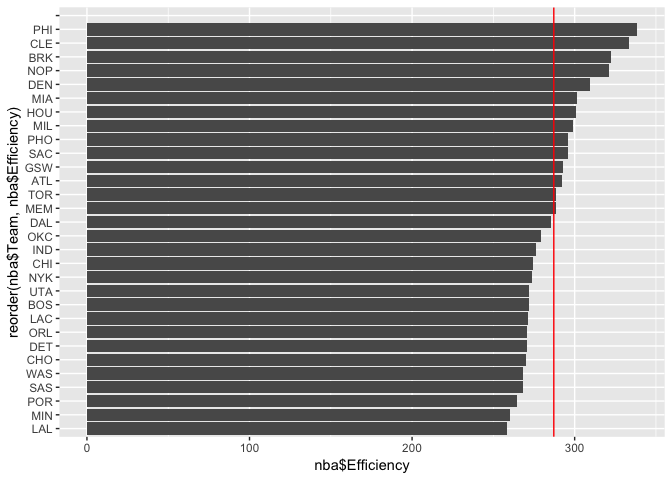 PHI
CLE
BRK
NOP
DEN
MIA
HOU
MIL
PHO
SAC
GSW
ATL
TOR
MEM
DAL
OKC
IND
CHI
NYK
UTA
BOS
LAC
ORL
DET
CHO
WAS
SAS
POR
MIN
LAL
reorder(nba$Team, nba$Efficiency)
0 100 200 300
nba$Efficiency